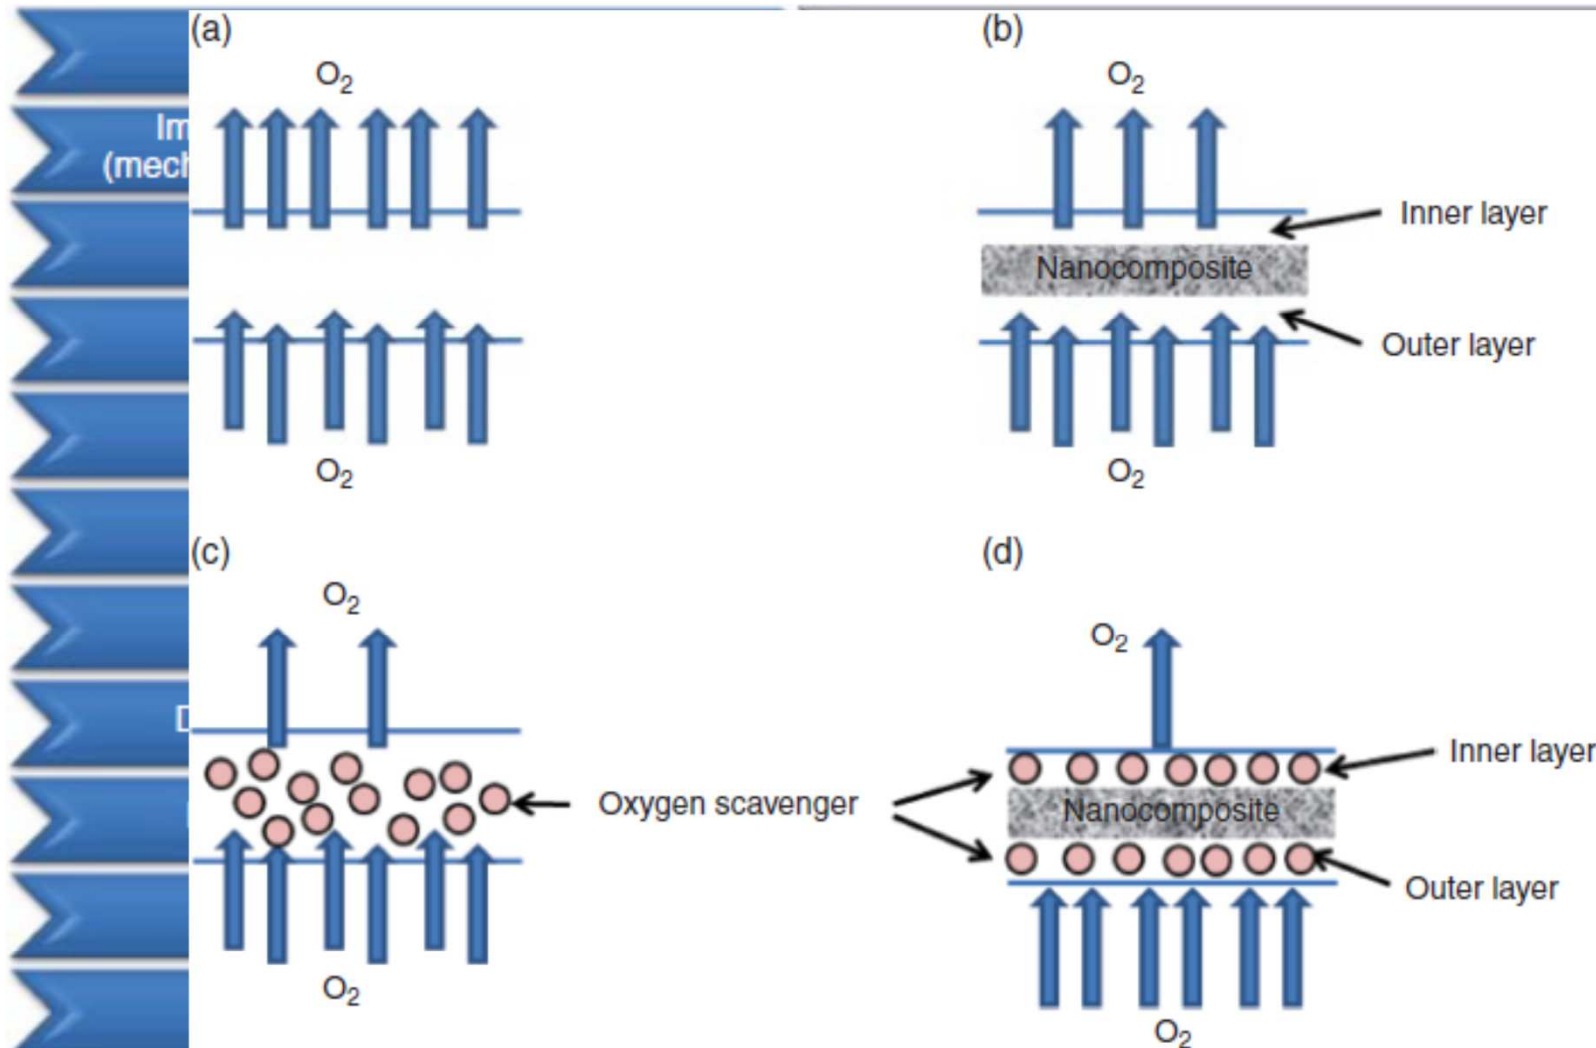 (a)
O2
O2
(b)
O2
Inner layer
Nanocomposite
Outer layer
O2
(c)
O2
Oxygen scavenger
O2
(d)
O2
Inner layer
Nanocomposite
Outer layer
O2